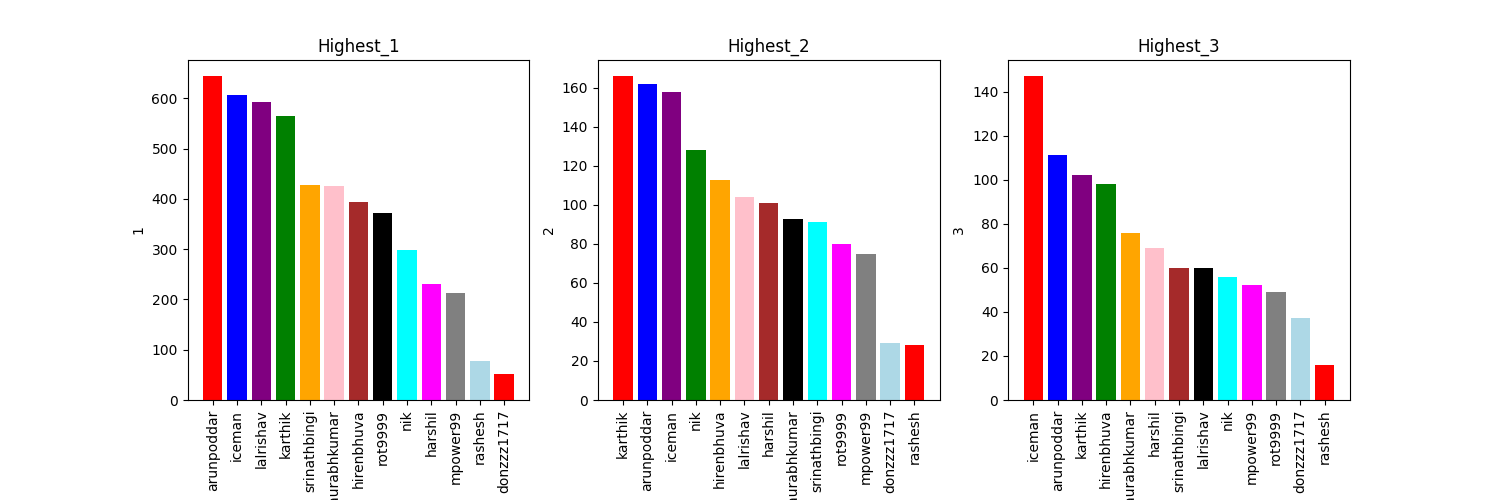 Highest_1
1
600
500
400
300
200
100
0
arunpoddar
iceman
lalrishav
karthik
srinathbingi
urabhkumar
hirenbhuva
rot9999
nik
harshil
mpower99
rashesh
donzzz1717
Highest_2
2
160
140
120
100
80
60
40
20
0
karthik
arunpoddar
iceman
nik
hirenbhuva
lalrishav
harshil
urabhkumar
srinathbingi
rot9999
mpower99
donzzz1717
rashesh
Highest_3
3
140
120
100
80
60
40
20
0
iceman
arunpoddar
karthik
hirenbhuva
urabhkumar
harshil
srinathbingi
lalrishav
nik
mpower99
rot9999
donzzz1717
rashesh